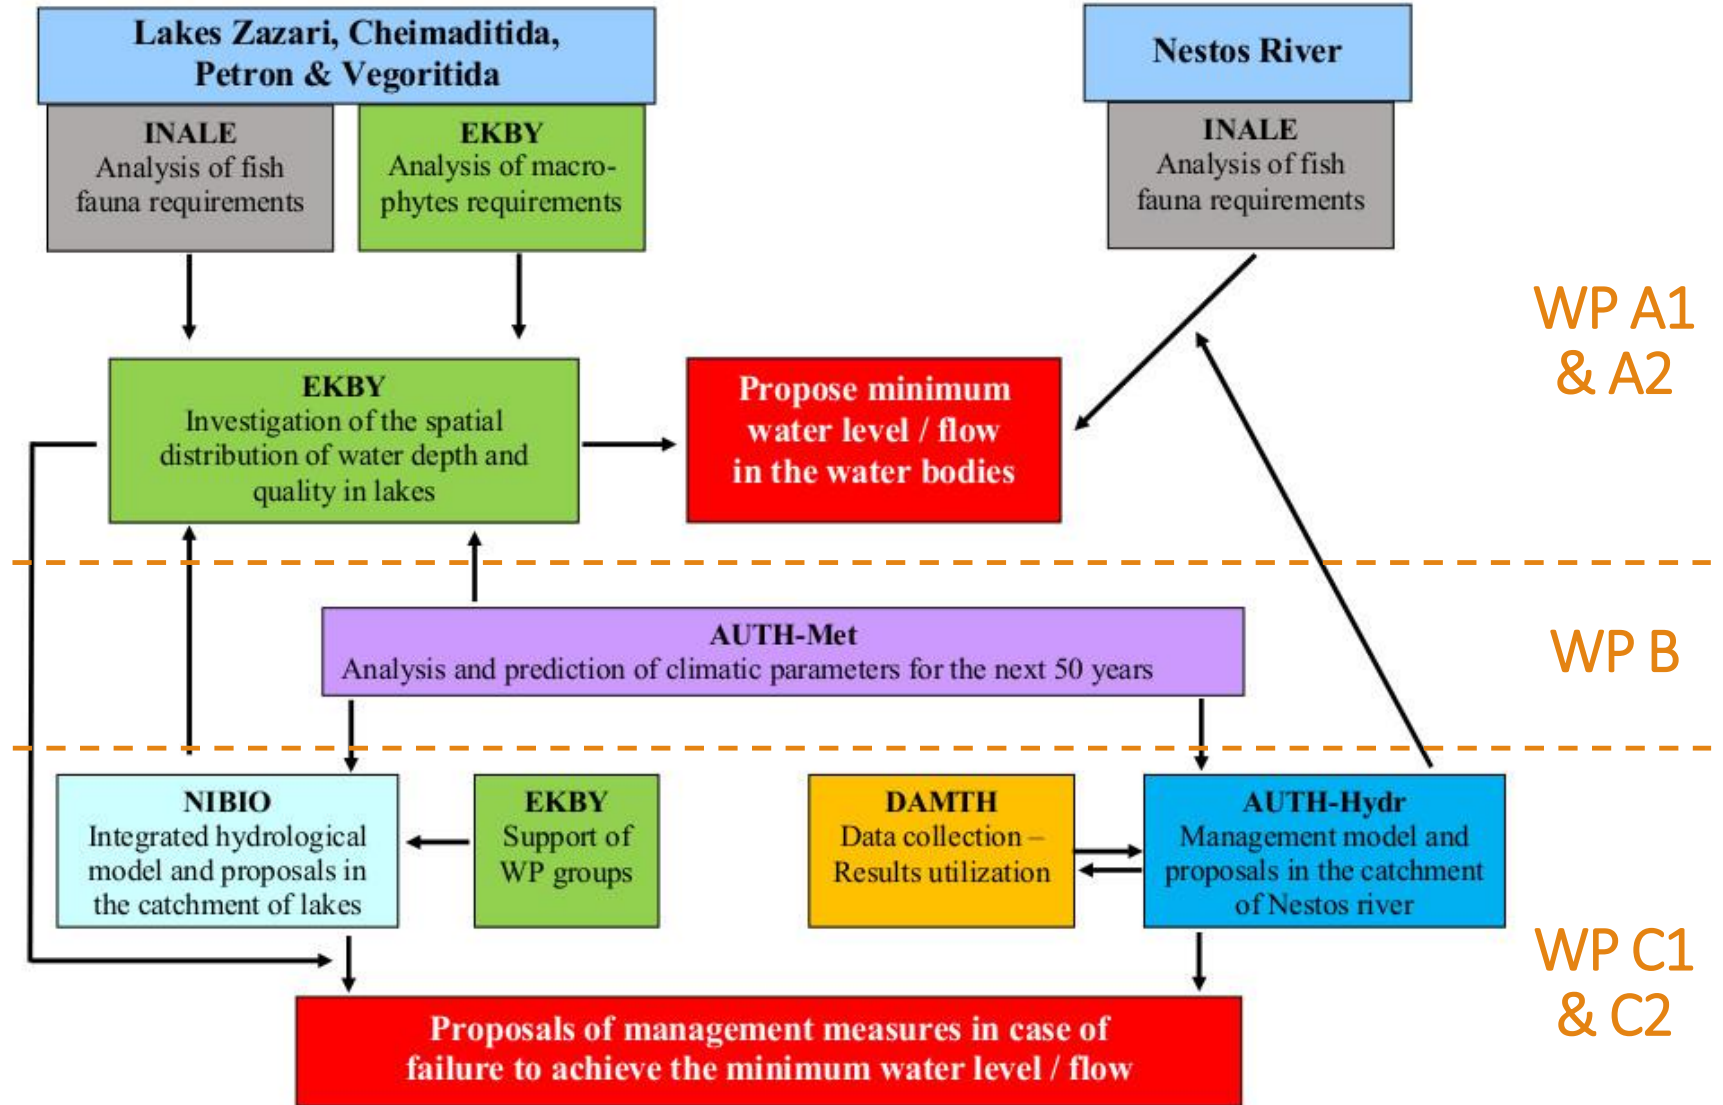 Lakes Zazari, Cheimaditida,
Petron & Vegoritida
Nestos River
INALE
Analysis of fish
fauna requirements
EKBY
Analysis of macro-
phytes requirements
INALE
Analysis of fish
fauna requirements
WP A1
& A2
EKBY
Investigation of the spatial
distribution of water depth and
quality in lakes
Propose minimum
water level / flow
in the water bodies
AUTH-Met
Analysis and prediction of climatic parameters for the next 50 years
WP B
NIBIO
Integrated hydrological
model and proposals in
the catchment of lakes
EKBY
Support of
WP groups
DAMTH
Data collection –
Results utilization
AUTH-Hydr
Management model and
proposals in the catchment
of Nestos river
WP C1
& C2
Proposals of management measures in case of
failure to achieve the minimum water level / flow